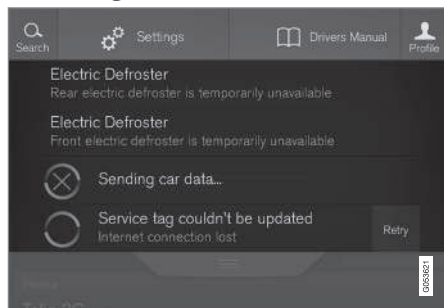 Search
Settings
Drivers Manual
Profile
Electric Defroster
Rear electric defroster is temporarily unavailable
Electric Defroster
Front electric defroster is temporarily unavailable
Sending car data...
Service tag couldn't be updated
Internet connection lost
Retry
G053621